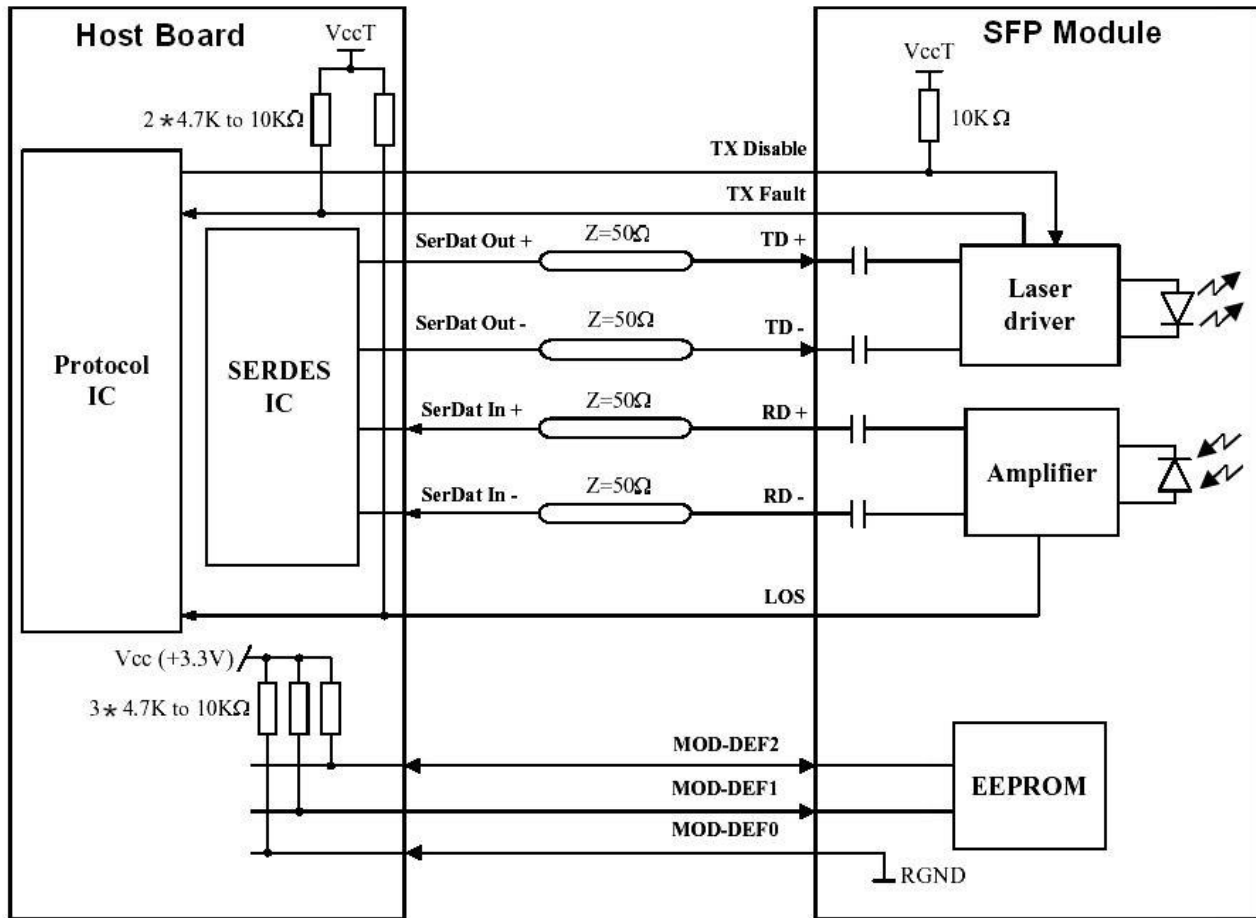 Host Board
SFP Module
VccT
VccT
2*4.7K to 10KΩ
10KΩ
TX Disable
TX Fault
SerDat Out +
Z=50Ω
TD +
Laser
driver
SerDat Out -
Z=50Ω
TD -
Protocol
IC
SERDES
IC
SerDat In +
Z=50Ω
RD +
Amplifier
SerDat In -
Z=50Ω
RD -
LOS
Vcc (+3.3V)
3*4.7K to 10KΩ
MOD-DEF2
MOD-DEF1
EEPROM
MOD-DEF0
RGND